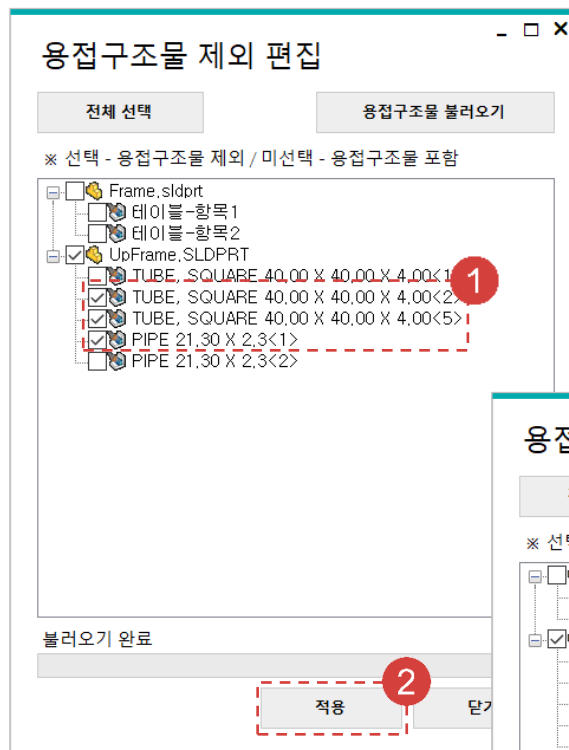 용접구조물 제외 편집
전체 선택
용접구조물 불러오기
※ 선택 - 용접구조물 제외 / 미선택 - 용접구조물 포함
Frame.sldprt
테이블-항목1
테이블-항목2
UpFrame.SLDPRT
TUBE, SQUARE 40,00 X 40,00 X 4,00<1
1
TUBE, SQUARE 40,00 X 40,00 X 4,00<2>
TUBE, SQUARE 40,00 X 40,00 X 4,00<5>
PIPE 21,30 X 2,3<1>
PIPE 21,30 X 2,3<2>
용접
※ 선택
불러오기 완료
2
적용
닫기